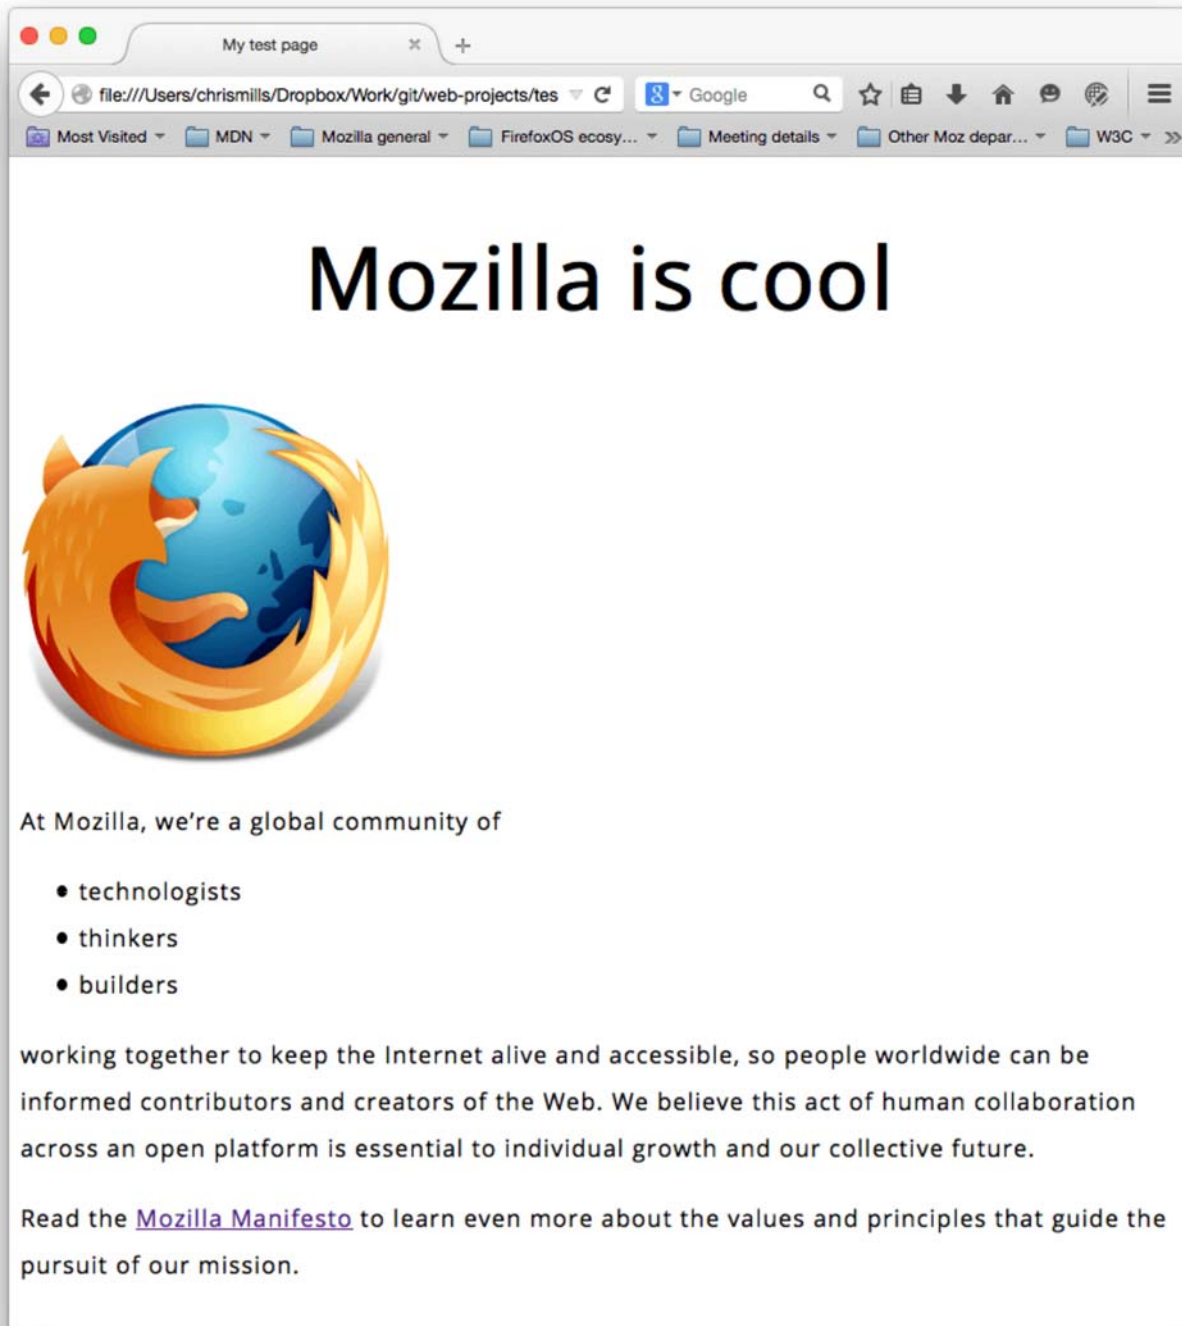 My test page
file:///Users/chrismills/Dropbox/Work/git/web-projects/tes
Google
Most Visited MDN Mozilla general FirefoxOS ecosy... Meeting details Other Moz depar... W3C
Mozilla is cool
At Mozilla, we’re a global community of
technologists
thinkers
builders
working together to keep the Internet alive and accessible, so people worldwide can be
informed contributors and creators of the Web. We believe this act of human collaboration
across an open platform is essential to individual growth and our collective future.
Read the Mozilla Manifesto to learn even more about the values and principles that guide the
pursuit of our mission.